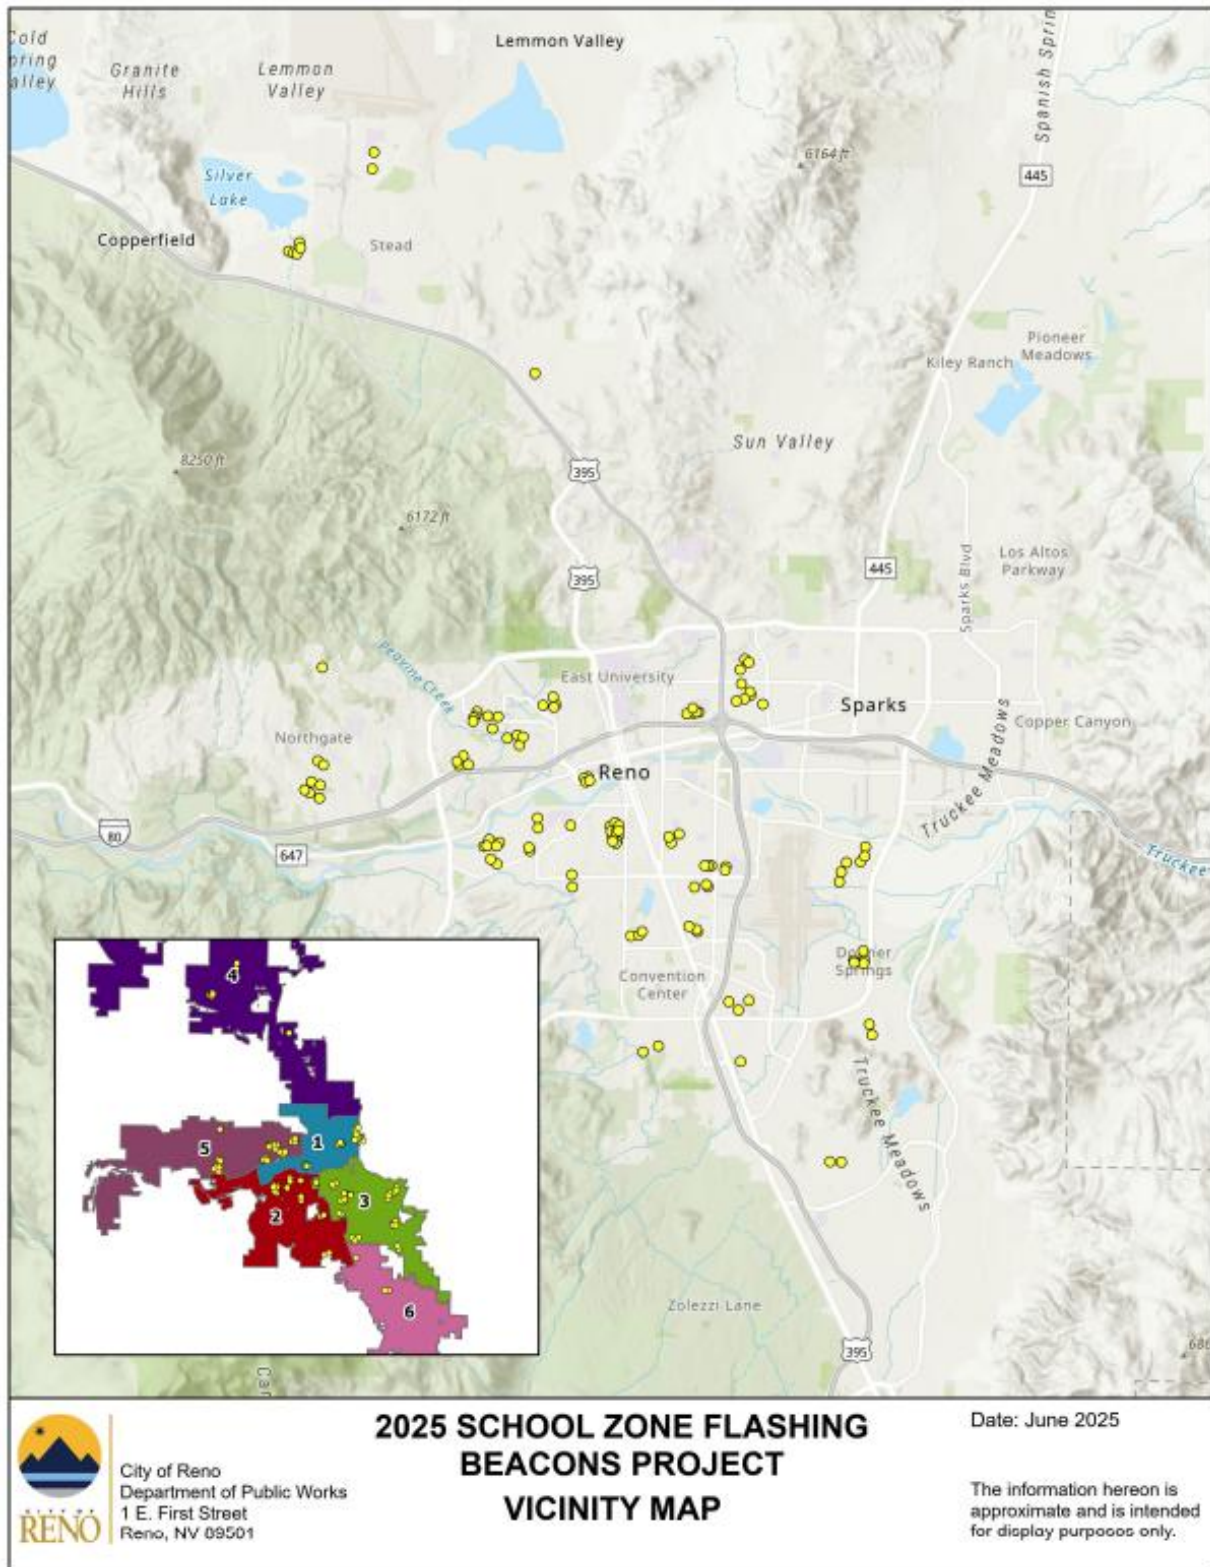 Cold
Spring
Valley
Granite
Hills
Lemmon
Valley
Lemmon Valley
Spanish Sprin
6164 ft
445
Silver
Lake
Copperfield
Stead
Pioneer
Meadows
Kiley Ranch
Sun Valley
8250 ft
395
6172 ft
395
445
Los Altos
Parkway
Sparks Blvd
Peavine Creek
East University
Sparks
Northgate
Copper Canyon
Reno
Truckee Meadows
80
647
Truckee
Donner
Springs
Convention
Center
Truckee Meadows
4
5
1
2
3
6
Zolezzi Lane
395
686
Car
2025 SCHOOL ZONE FLASHING
BEACONS PROJECT
VICINITY MAP
Date: June 2025
CITY OF
RENO
City of Reno
Department of Public Works
1 E. First Street
Reno, NV 89501
The information hereon is
approximate and is intended
for display purposes only.